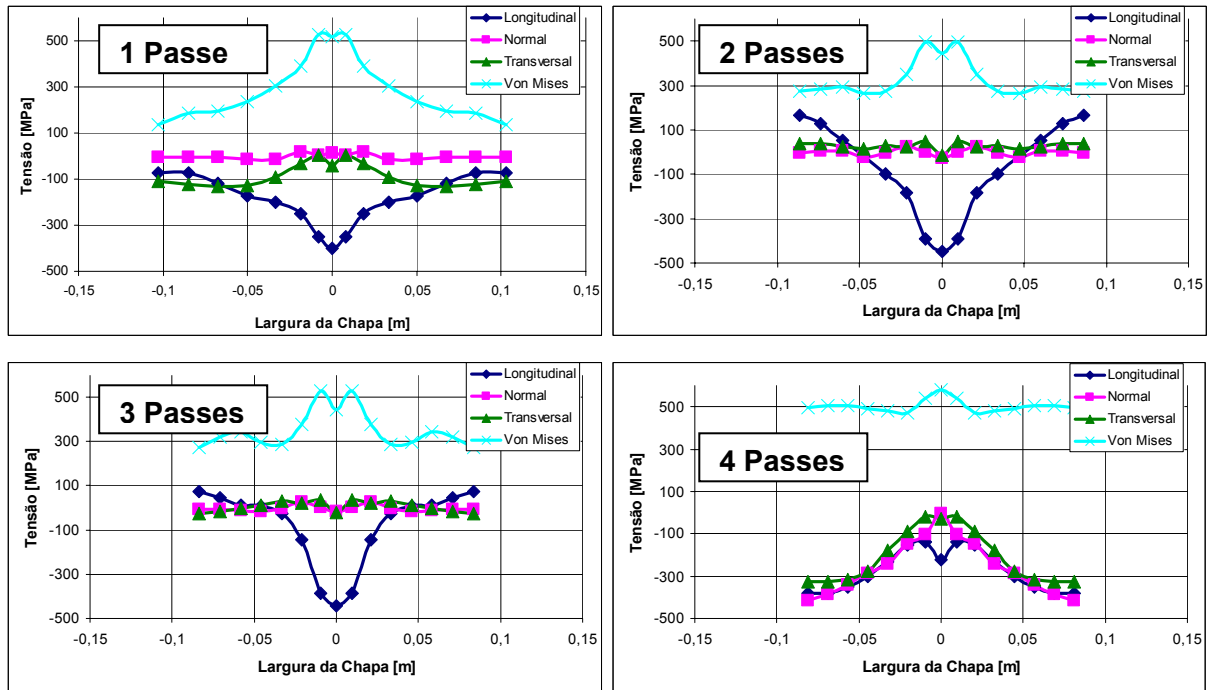 1 Passe
Longitudinal
Normal
Transversal
Von Mises
Tensão [MPa]
500
300
100
-100
-300
-500
-0,15
-0,1
-0,05
0
0,05
0,1
0,15
Largura da Chapa [m]
2 Passes
Longitudinal
Normal
Transversal
Von Mises
Tensão [MPa]
500
300
100
-100
-300
-500
-0,15
-0,1
-0,05
0
0,05
0,1
0,15
Largura da Chapa [m]
3 Passes
Longitudinal
Normal
Transversal
Von Mises
Tensão [MPa]
500
300
100
-100
-300
-500
-0,15
-0,1
-0,05
0
0,05
0,1
0,15
Largura da Chapa [m]
4 Passes
Longitudinal
Normal
Transversal
Von Mises
Tensão [MPa]
500
300
100
-100
-300
-500
-0,15
-0,1
-0,05
0
0,05
0,1
0,15
Largura da Chapa [m]